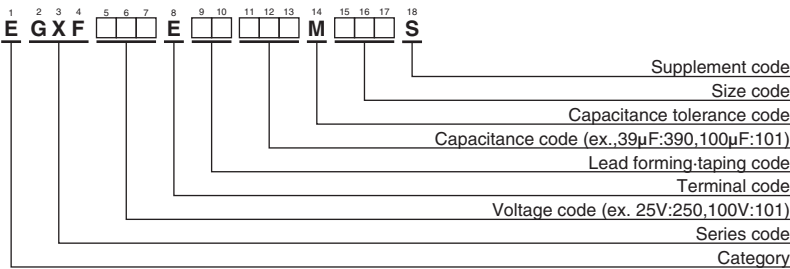 1 2 3 4 5 6 7 8 9 10 11 12 13 14 15 16 17 18
E G X F □□□ E □□ □□□ M □□□ S
Supplement code
Size code
Capacitance tolerance code
Capacitance code (ex.,39µF:390,100µF:101)
Lead forming·taping code
Terminal code
Voltage code (ex. 25V:250,100V:101)
Series code
Category